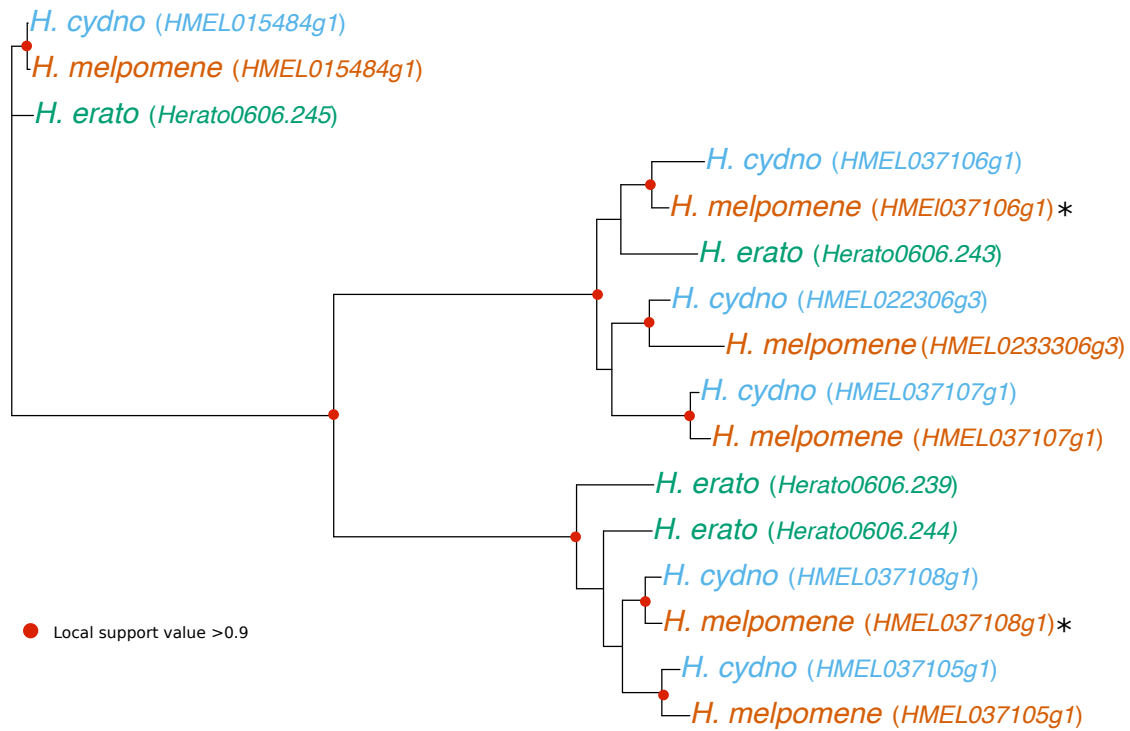 H. cydno (HMEL015484g1)
H. melpomene (HMEL015484g1)
H. erato (Herato0606.245)
H. cydno (HMEL037106g1)
H. melpomene (HMEl037106g1)*
H. erato (Herato0606.243)
H. cydno (HMEL022306g3)
H. melpomene (HMEL0233306g3)
H. cydno (HMEL037107g1)
H. melpomene (HMEL037107g1)
H. erato (Herato0606.239)
H. erato (Herato0606.244)
H. cydno (HMEL037108g1)
H. melpomene (HMEL037108g1)*
Local support value >0.9
H. cydno (HMEL037105g1)
H. melpomene (HMEL037105g1)